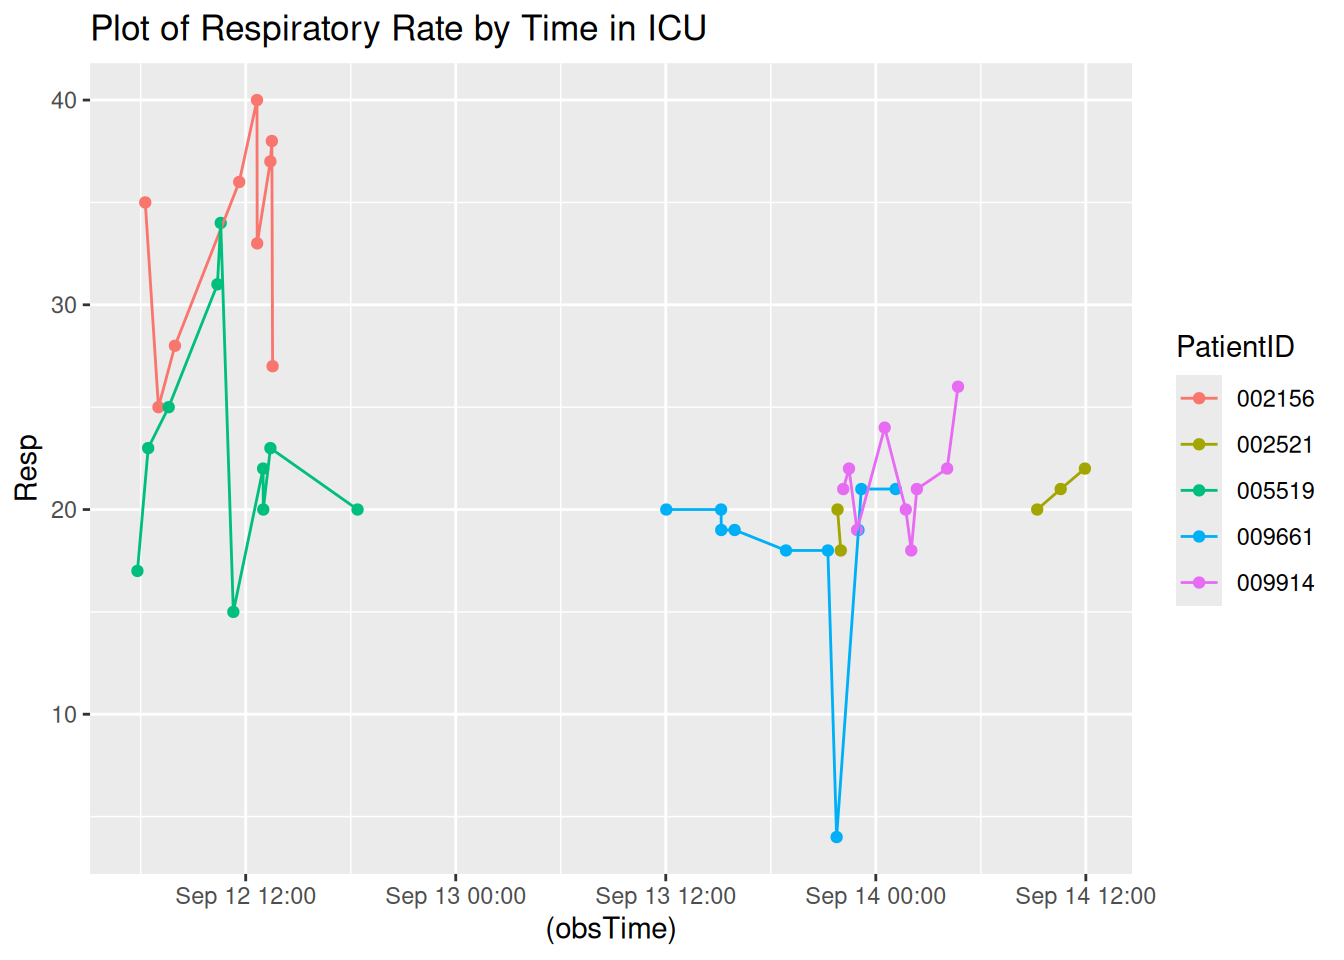 Plot of Respiratory Rate by Time in ICU
40
30
20
10
Resp
Sep 12 12:00 Sep 13 00:00 Sep 13 12:00 Sep 14 00:00 Sep 14 12:00
(obsTime)
PatientID
002156
002521
005519
009661
009914